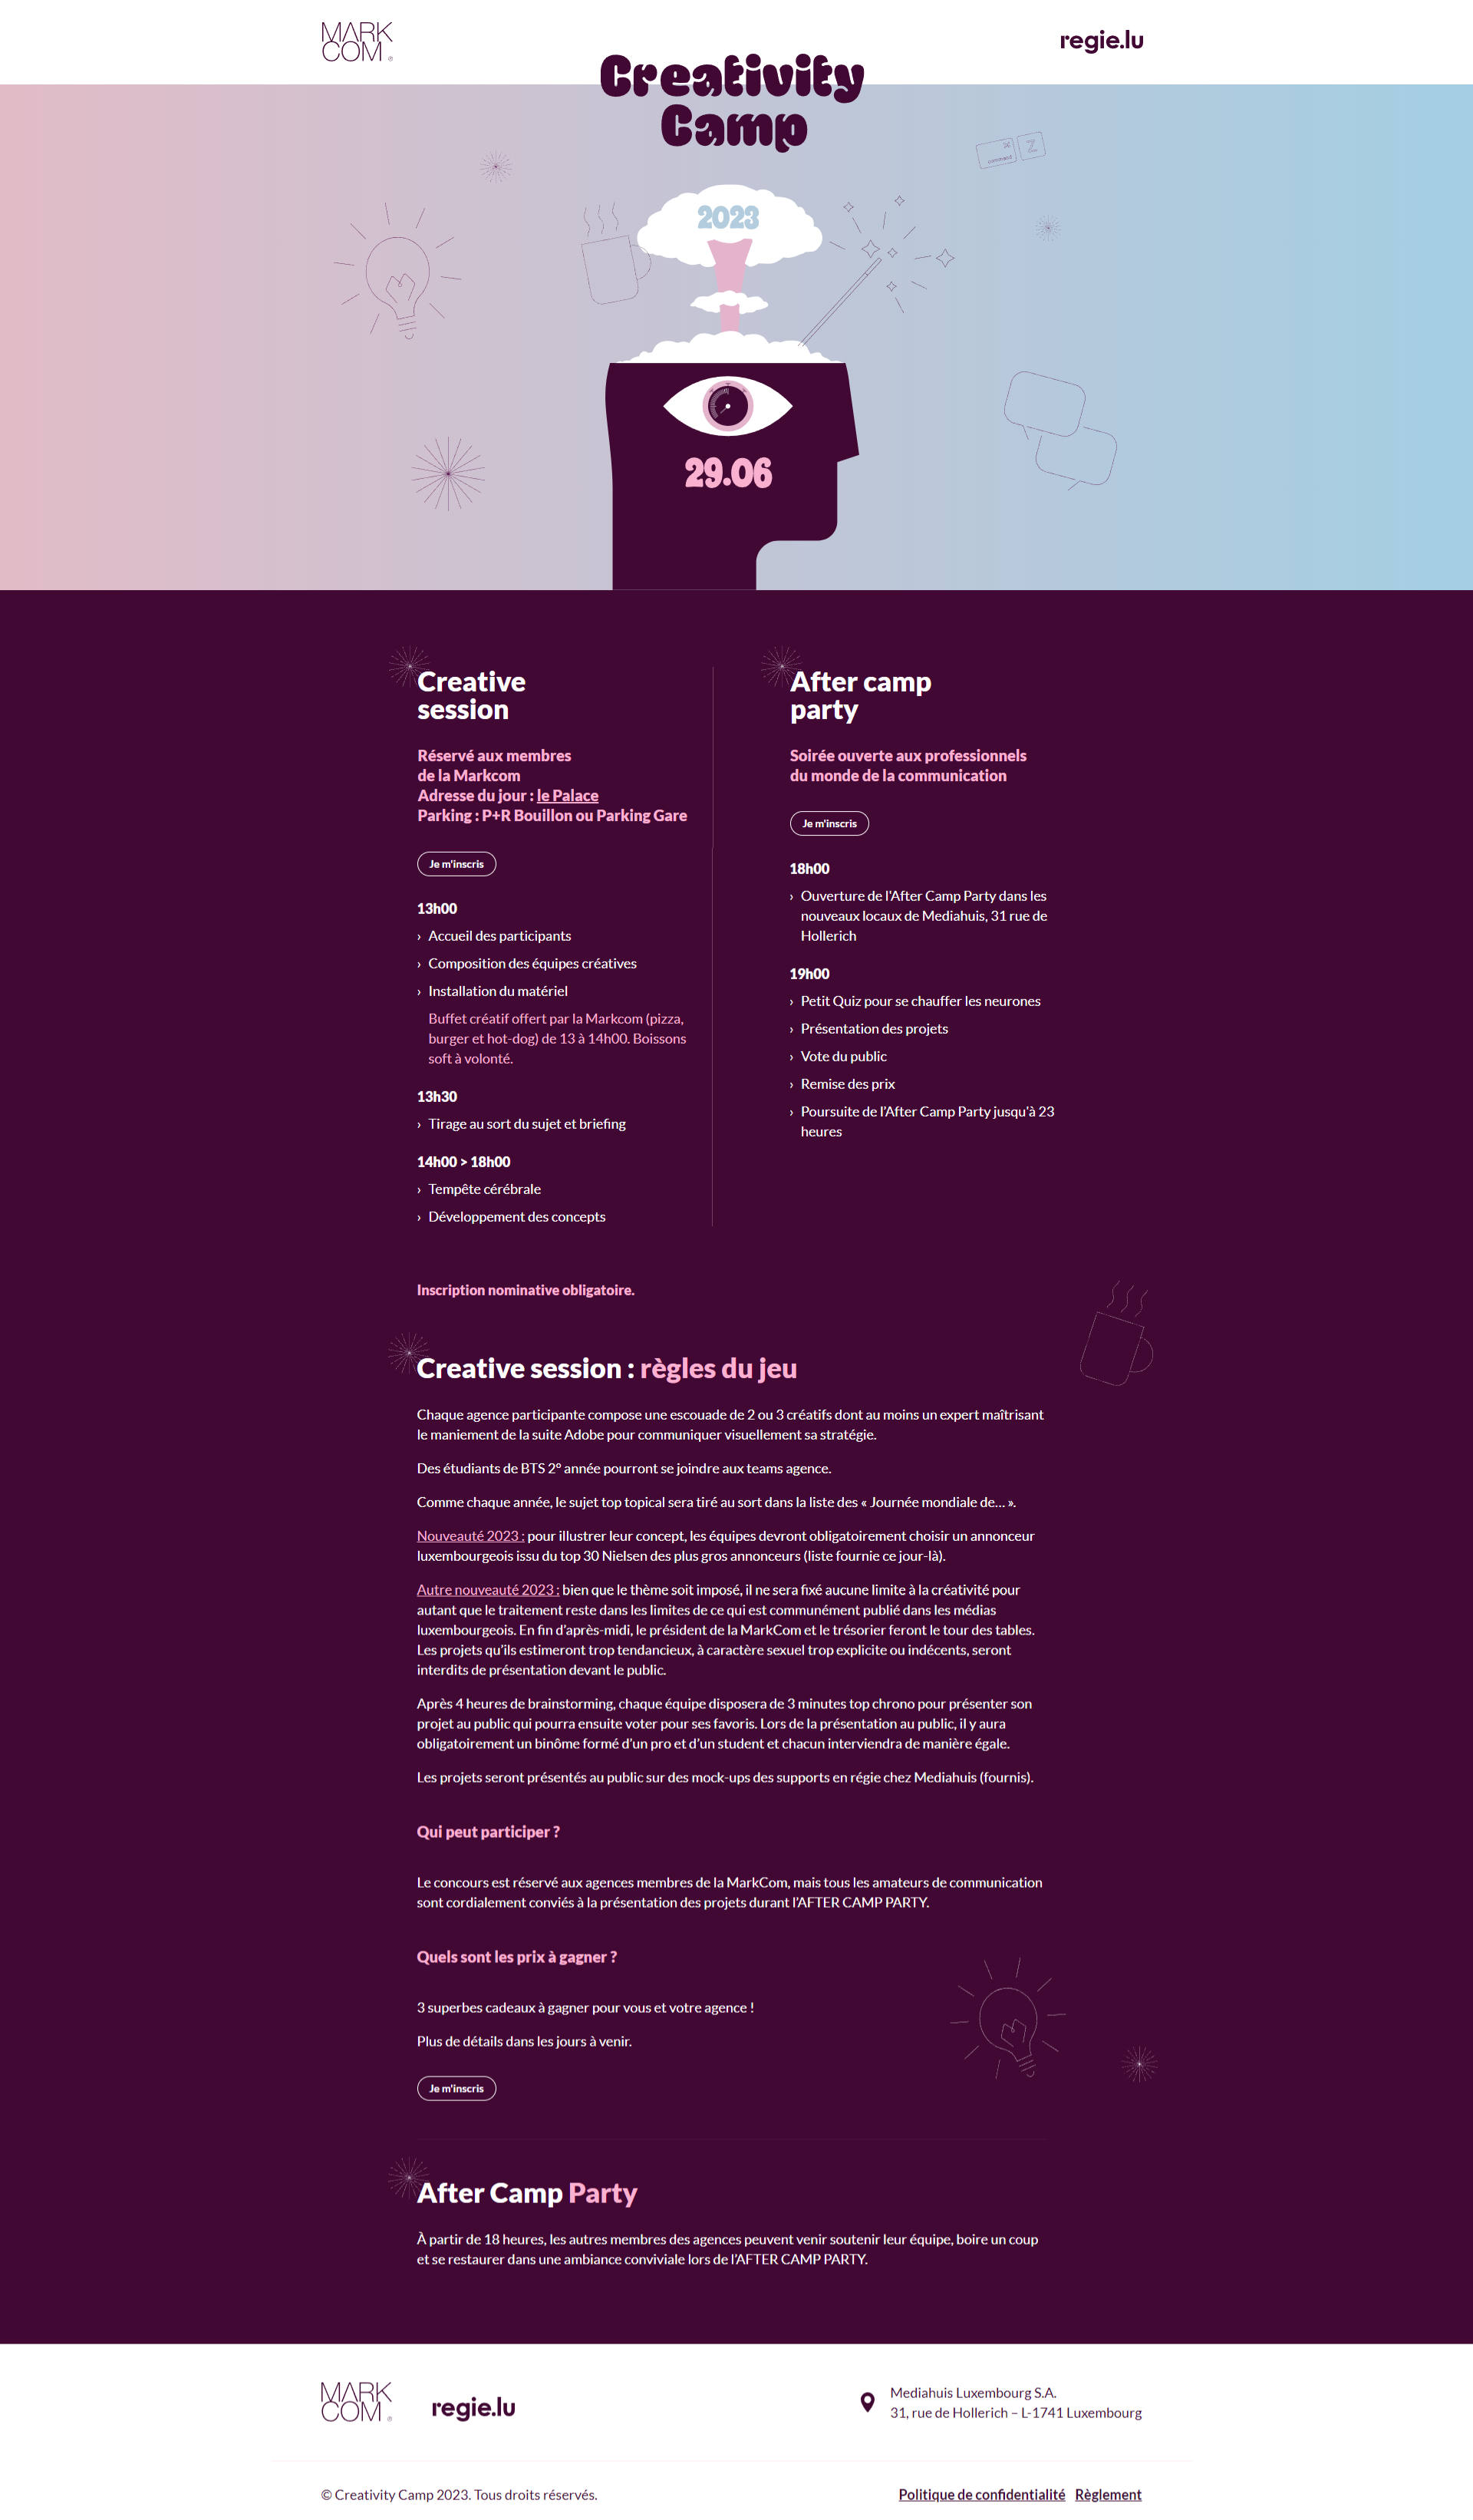 MARK
COM
regie.lu
Creativity
Camp
command
Z
2023
29.06
Creative
session
Réservé aux membres
de la Markcom
Adresse du jour : le Palace
Parking : P+R Bouillon ou Parking Gare
Je m'inscris
13h00
› Accueil des participants
› Composition des équipes créatives
› Installation du matériel
Buffet créatif offert par la Markcom (pizza,
burger et hot-dog) de 13 à 14h00. Boissons
soft à volonté.
13h30
› Tirage au sort du sujet et briefing
14h00 > 18h00
› Tempête cérébrale
› Développement des concepts
After camp
party
Soirée ouverte aux professionnels
du monde de la communication
Je m'inscris
18h00
› Ouverture de l'After Camp Party dans les
nouveaux locaux de Mediahuis, 31 rue de
Hollerich
19h00
› Petit Quiz pour se chauffer les neurones
› Présentation des projets
› Vote du public
› Remise des prix
› Poursuite de l'After Camp Party jusqu'à 23
heures
Inscription nominative obligatoire.
Creative session : règles du jeu
Chaque agence participante compose une escouade de 2 ou 3 créatifs dont au moins un expert maîtrisant
le maniement de la suite Adobe pour communiquer visuellement sa stratégie.
Des étudiants de BTS 2° année pourront se joindre aux teams agence.
Comme chaque année, le sujet top topical sera tiré au sort dans la liste des « Journée mondiale de… ».
Nouveauté 2023 : pour illustrer leur concept, les équipes devront obligatoirement choisir un annonceur
luxembourgeois issu du top 30 Nielsen des plus gros annonceurs (liste fournie ce jour-là).
Autre nouveauté 2023 : bien que le thème soit imposé, il ne sera fixé aucune limite à la créativité pour
autant que le traitement reste dans les limites de ce qui est communément publié dans les médias
luxembourgeois. En fin d'après-midi, le président de la MarkCom et le trésorier feront le tour des tables.
Les projets qu'ils estimeront trop tendancieux, à caractère sexuel trop explicite ou indécents, seront
interdits de présentation devant le public.
Après 4 heures de brainstorming, chaque équipe disposera de 3 minutes top chrono pour présenter son
projet au public qui pourra ensuite voter pour ses favoris. Lors de la présentation au public, il y aura
obligatoirement un binôme formé d'un pro et d'un student et chacun interviendra de manière égale.
Les projets seront présentés au public sur des mock-ups des supports en régie chez Mediahuis (fournis).
Qui peut participer ?
Le concours est réservé aux agences membres de la MarkCom, mais tous les amateurs de communication
sont cordialement conviés à la présentation des projets durant l'AFTER CAMP PARTY.
Quels sont les prix à gagner ?
3 superbes cadeaux à gagner pour vous et votre agence !
Plus de détails dans les jours à venir.
Je m'inscris
After Camp Party
À partir de 18 heures, les autres membres des agences peuvent venir soutenir leur équipe, boire un coup
et se restaurer dans une ambiance conviviale lors de l'AFTER CAMP PARTY.
MARK
COM
regie.lu
Mediahuis Luxembourg S.A.
31, rue de Hollerich – L-1741 Luxembourg
© Creativity Camp 2023. Tous droits réservés.
Politique de confidentialité Règlement